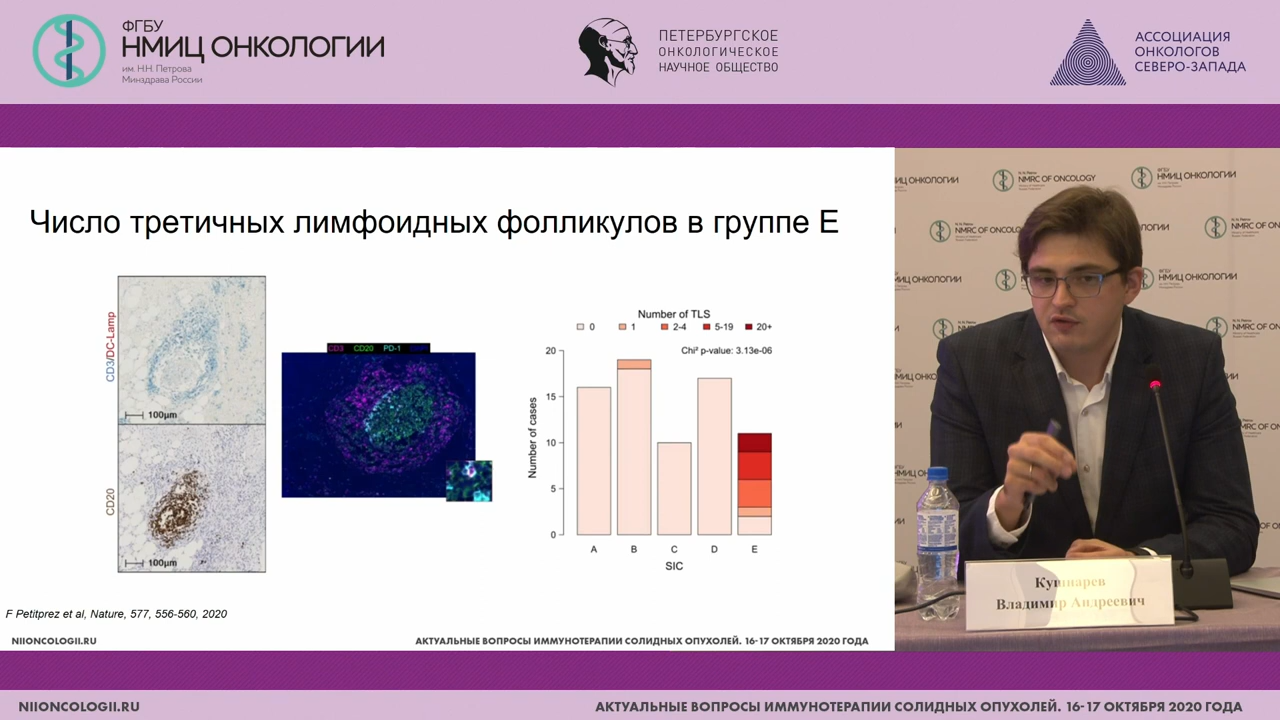 ФГБУ
НМИЦ ОНКОЛОГИИ
им. Н.Н. Петрова
Минздрава России
ПЕТЕРБУРГСКОЕ
ОНКОЛОГИЧЕСКОЕ
НАУЧНОЕ ОБЩЕСТВО
АССОЦИАЦИЯ
ОНКОЛОГОВ
СЕВЕРО-ЗАПАДА
Число третичных лимфоидных фолликулов в группе Е
CD3/DC-Lamp
100µm
CD20
100µm
CD3 CD20 PD-1
Number of TLS
0 1 2-4 5-19 20+
Chi² p-value: 3.13e-06
Number of cases
20
15
10
5
0
A B C D E
SIC
F Petitprez et al, Nature, 577, 556-560, 2020
NIIONCOLOGII.RU
АКТУАЛЬНЫЕ ВОПРОСЫ ИММУНОТЕРАПИИ СОЛИДНЫХ ОПУХОЛЕЙ. 16-17 ОКТЯБРЯ 2020 ГОДА
NMRC OF ONCOLOGY
ФГБУ
НМИЦ ОНКОЛОГИИ
Кушнарев
Владимир Андреевич
NIIONCOLOGII.RU
АКТУАЛЬНЫЕ ВОПРОСЫ ИММУНОТЕРАПИИ СОЛИДНЫХ ОПУХОЛЕЙ. 16-17 ОКТЯБРЯ 2020 ГОДА